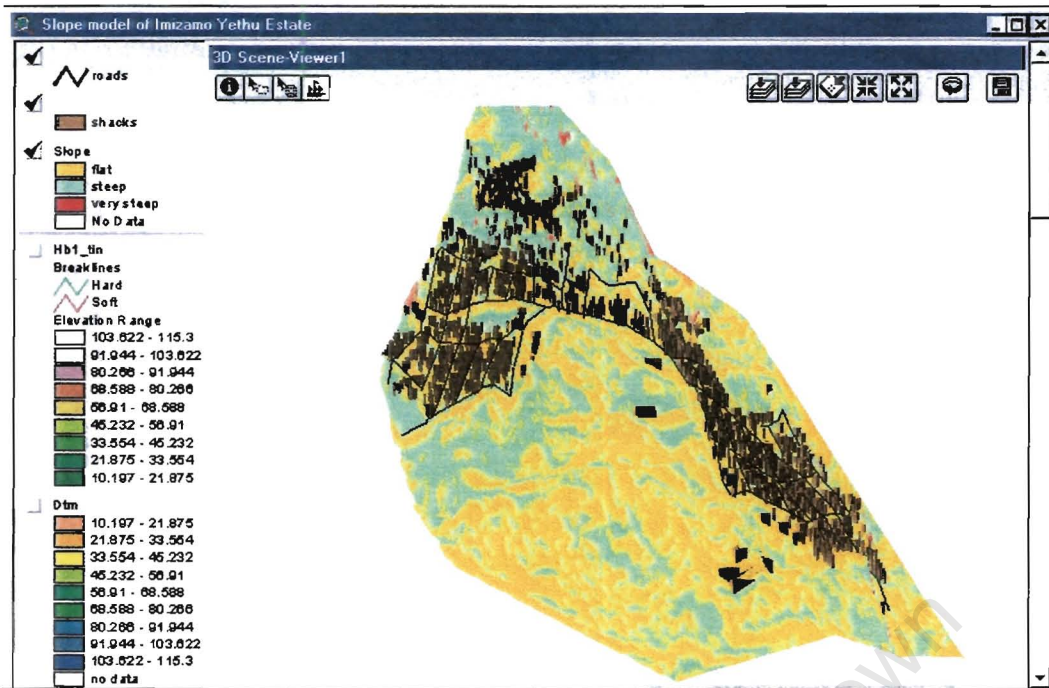 Slope model of Imizamo Yethu Estate
3D Scene-Viewer1
roads
shacks
Slope
flat
steep
very steep
No Data
Hb1_tin
Breaklines
Hard
Soft
Elevation Range
103.622 - 115.3
91.944 - 103.622
80.266 - 91.944
68.588 - 80.266
56.91 - 68.588
45.232 - 56.91
33.554 - 45.232
21.875 - 33.554
10.197 - 21.875
Dtm
10.197 - 21.875
21.875 - 33.554
33.554 - 45.232
45.232 - 56.91
56.91 - 68.588
68.588 - 80.266
80.266 - 91.944
91.944 - 103.622
103.622 - 115.3
no data